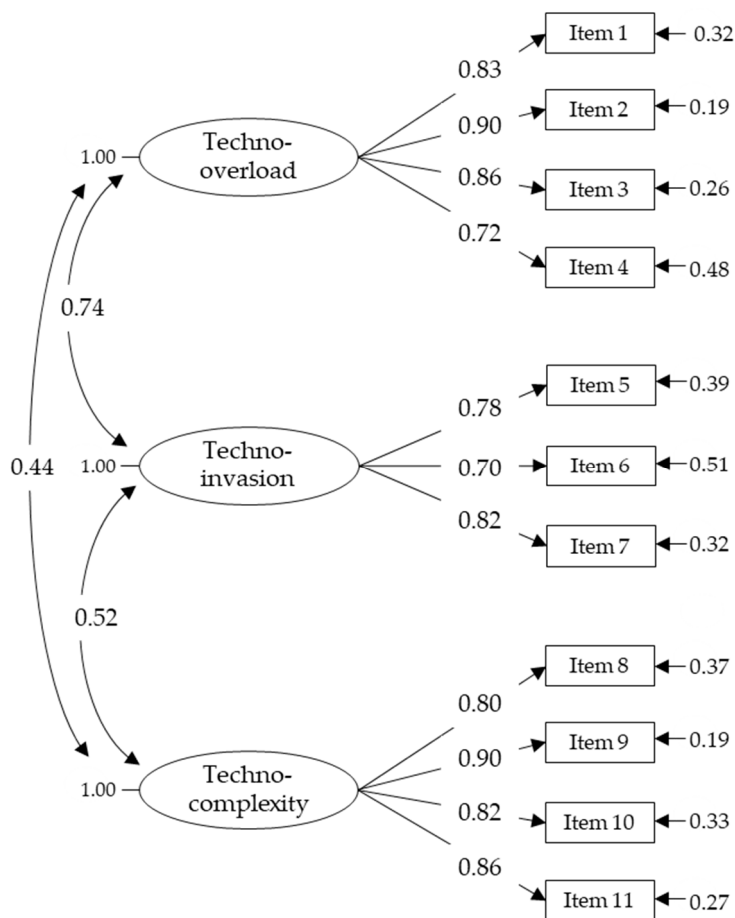 Item 1
0.32
0.83
Item 2
0.19
0.90
Techno-
overload
1.00
0.86
Item 3
0.26
0.72
Item 4
0.48
0.74
Item 5
0.39
0.78
Techno-
invasion
1.00
0.44
0.70
Item 6
0.51
0.82
Item 7
0.32
0.52
Item 8
0.37
0.80
Item 9
0.19
0.90
Techno-
complexity
1.00
0.82
Item 10
0.33
0.86
Item 11
0.27